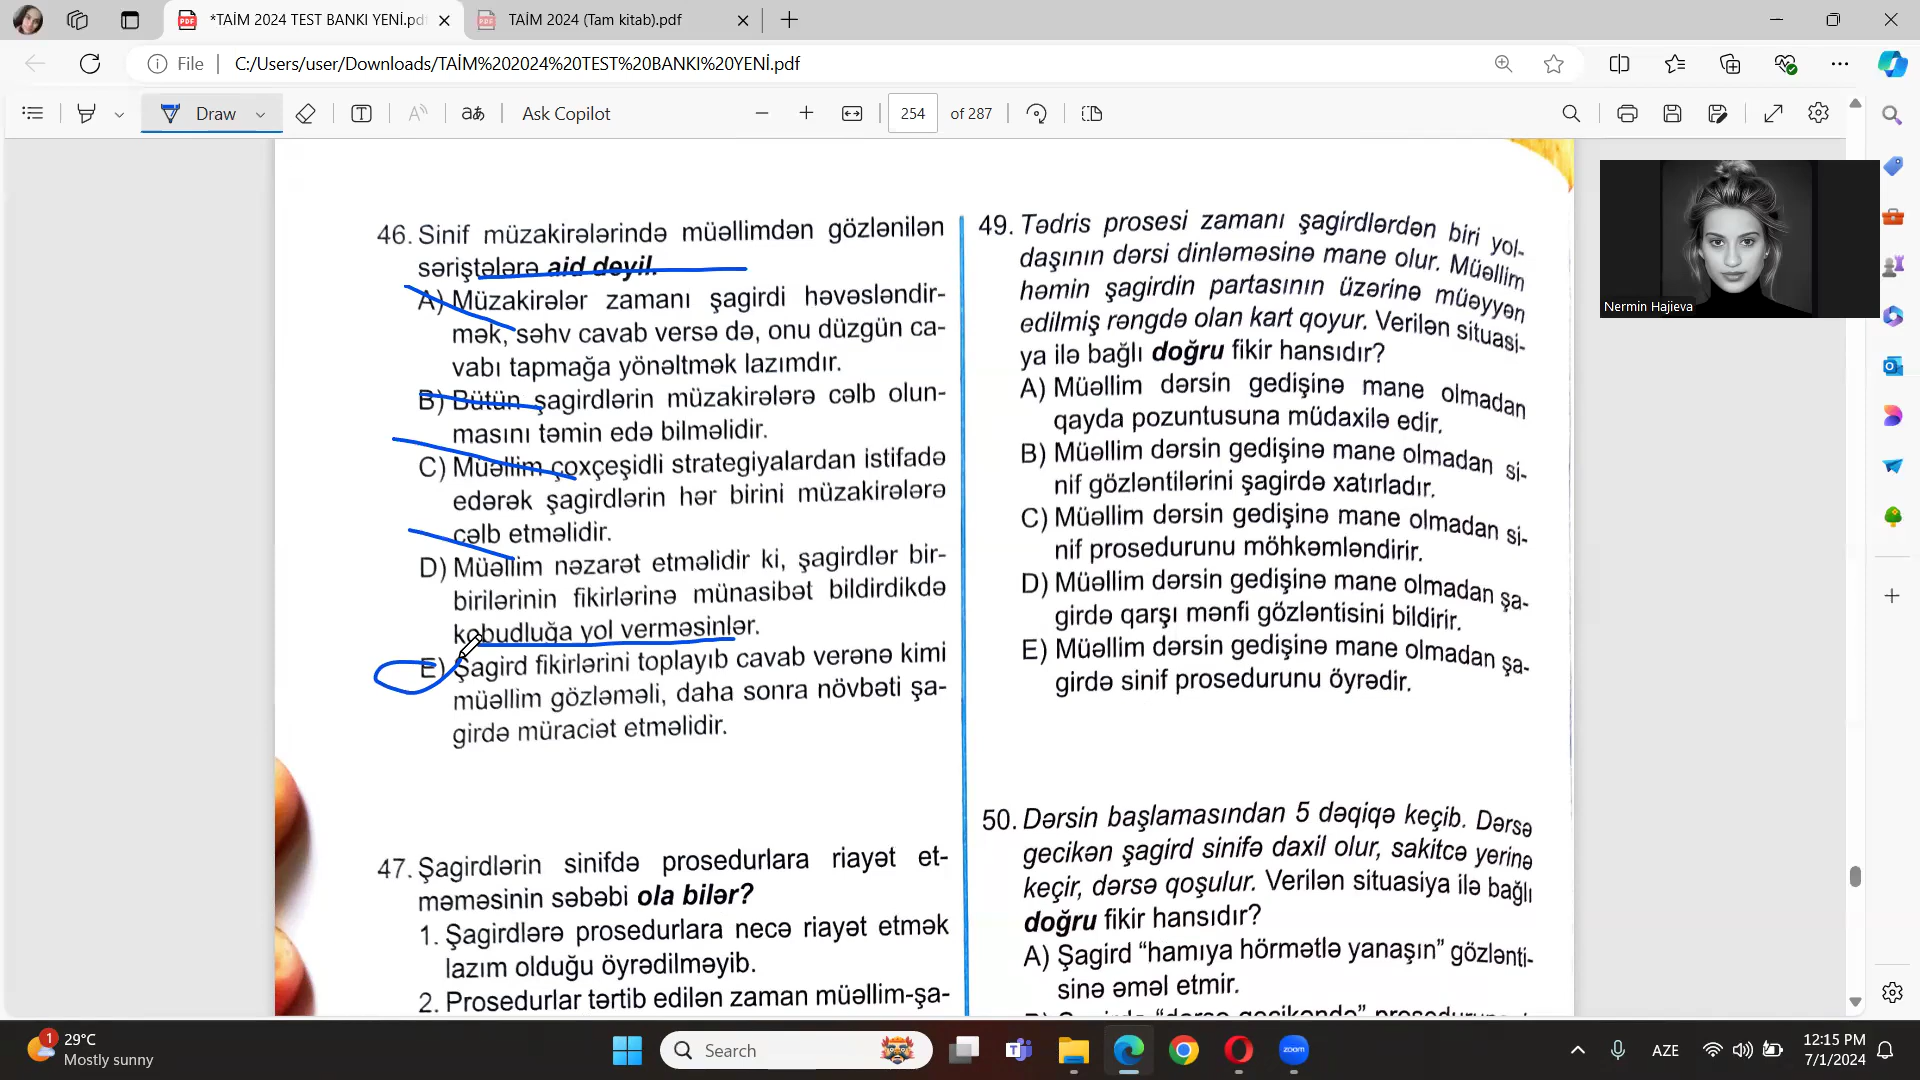 *TAİM 2024 TEST BANKI YENİ.pdf
TAİM 2024 (Tam kitab).pdf
File
C:/Users/user/Downloads/TAİM%202024%20TEST%20BANKI%20YENİ.pdf
Draw
aあ
Ask Copilot
254 of 287
46. Sinif müzakirələrində müəllimdən gözlənilən
səriştələrə aid deyil.
A) Müzakirələr zamanı şagirdi həvəsləndir-
mək, səhv cavab versə də, onu düzgün ca-
vabı tapmağa yönəltmək lazımdır.
B) Bütün şagirdlərin müzakirələrə cəlb olun-
masını təmin edə bilməlidir.
C) Müəllim çoxçeşidli strategiyalardan istifadə
edərək şagirdlərin hər birini müzakirələrə
cəlb etməlidir.
D) Müəllim nəzarət etməlidir ki, şagirdlər bir-
birilərinin fikirlərinə münasibət bildirdikdə
kobudluğa yol verməsinlər.
E) Şagird fikirlərini toplayıb cavab verənə kimi
müəllim gözləməli, daha sonra növbəti şa-
girdə müraciət etməlidir.
47. Şagirdlərin sinifdə prosedurlara riayət et-
məməsinin səbəbi ola bilər?
1. Şagirdlərə prosedurlara necə riayət etmək
lazım olduğu öyrədilməyib.
2. Prosedurlar tərtib edilən zaman müəllim-şa-
49. Tədris prosesi zamanı şagirdlərdən biri yol-
daşının dərsi dinləməsinə mane olur. Müəllim
həmin şagirdin partasının üzərinə müəyyən
edilmiş rəngdə olan kart qoyur. Verilən situasi-
ya ilə bağlı doğru fikir hansıdır?
A) Müəllim dərsin gedişinə mane olmadan
qayda pozuntusuna müdaxilə edir.
B) Müəllim dərsin gedişinə mane olmadan si-
nif gözləntilərini şagirdə xatırladır.
C) Müəllim dərsin gedişinə mane olmadan si-
nif prosedurunu möhkəmləndirir.
D) Müəllim dərsin gedişinə mane olmadan şa-
girdə qarşı mənfi gözləntisini bildirir.
E) Müəllim dərsin gedişinə mane olmadan şa-
girdə sinif prosedurunu öyrədir.
50. Dərsin başlamasından 5 dəqiqə keçib. Dərsə
gecikən şagird sinifə daxil olur, sakitcə yerinə
keçir, dərsə qoşulur. Verilən situasiya ilə bağlı
doğru fikir hansıdır?
A) Şagird “hamıya hörmətlə yanaşın” gözlənti-
sinə əməl etmir.
Nermin Hajieva
1
29°C
Mostly sunny
Search
zoom
AZE
12:15 PM
7/1/2024